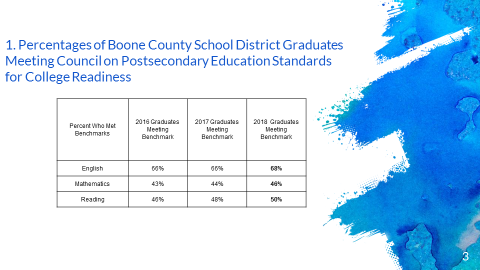 1. Percentages of Boone County School District Graduates
Meeting Council on Postsecondary Education Standards
for College Readiness
Percent Who Met
Benchmarks
2016 Graduates
Meeting
Benchmark
2017 Graduates
Meeting
Benchmark
2018 Graduates
Meeting
Benchmark
English 66% 66% 68%
Mathematics 43% 44% 46%
Reading 46% 48% 50%
3